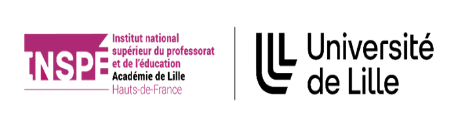 INSPÉ
Institut national
supérieur du professorat
et de l'éducation
Académie de Lille
Hauts-de-France
Université
de Lille